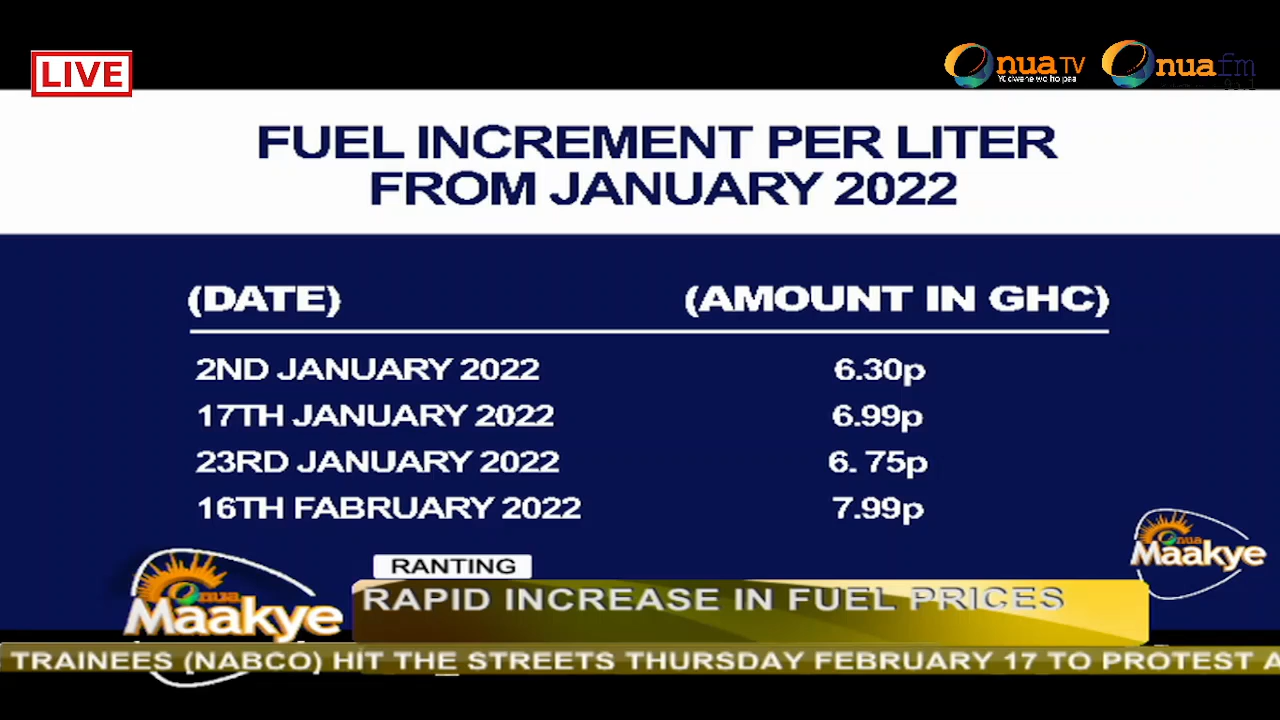 LIVE
nuaTV
nuafm
FUEL INCREMENT PER LITER
FROM JANUARY 2022
(DATE) (AMOUNT IN GHC)
2ND JANUARY 2022 6.30p
17TH JANUARY 2022 6.99p
23RD JANUARY 2022 6. 75p
16TH FABRUARY 2022 7.99p
nua
Maakye
RANTING
RAPID INCREASE IN FUEL PRICES
nua
Maakye
TRAINEES (NABCO) HIT THE STREETS THURSDAY FEBRUARY 17 TO PROTEST A